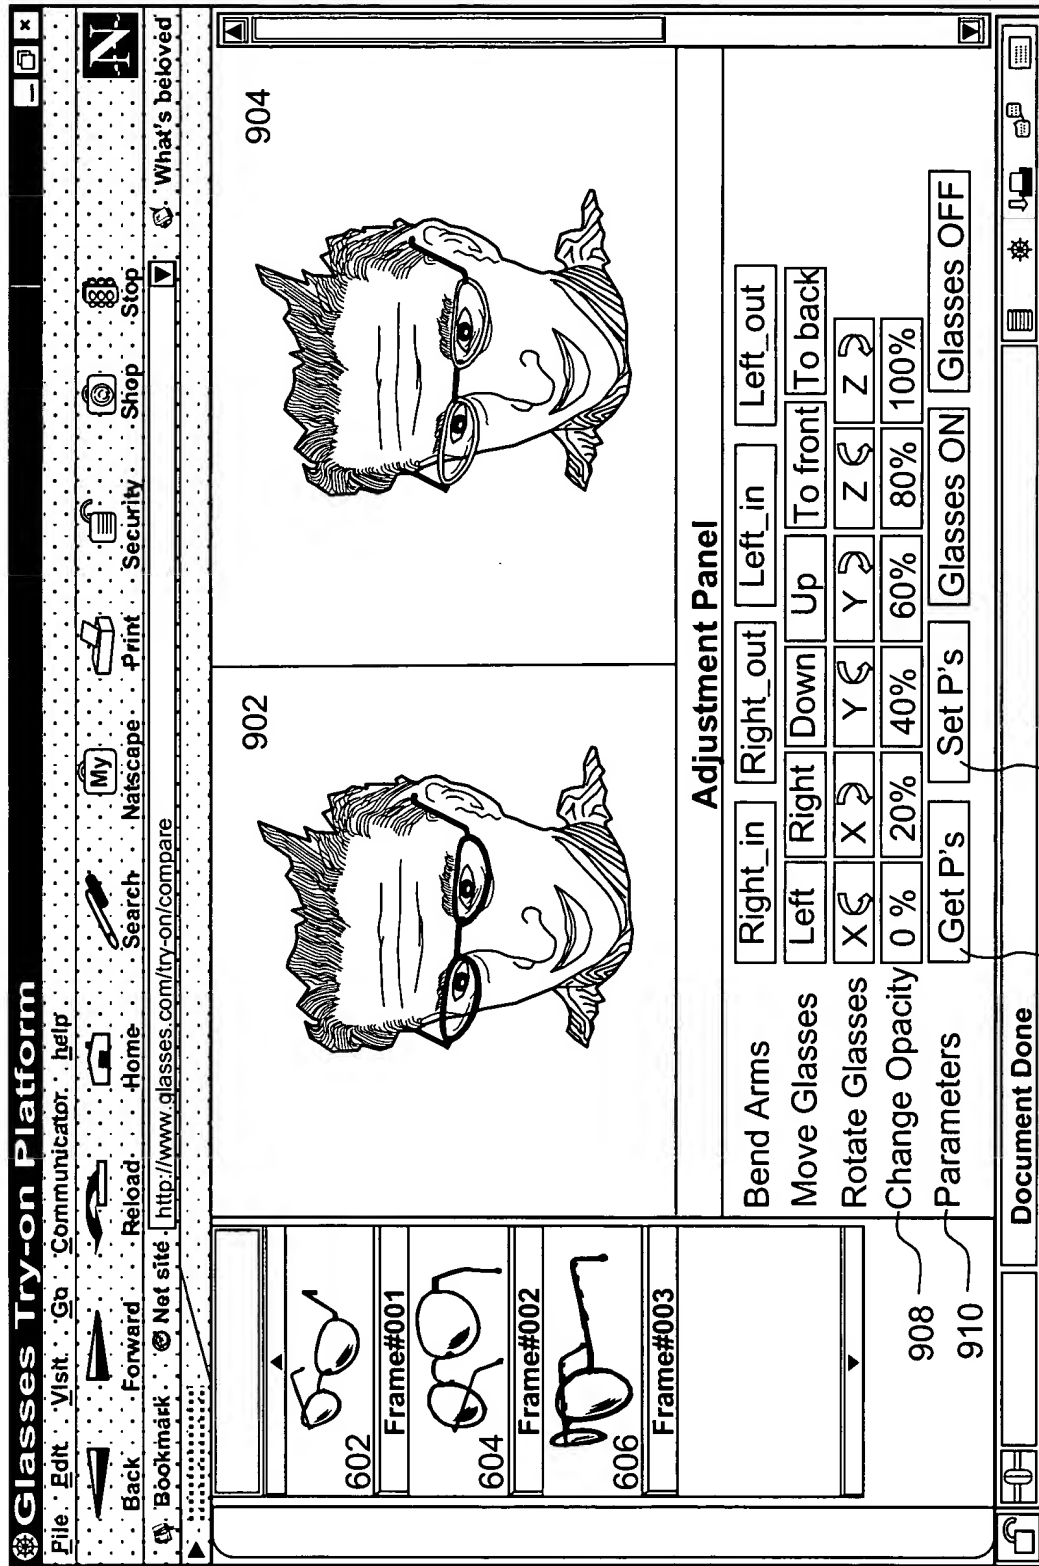 Glasses Try-on Platform
File Edit Visit Go Communicator help
Back Forward Reload Home Search Natscape Print Security Shop Stop
My
N
Bookmark Net site http://www.glasses.com/try-on/compare What's beloved
602
Frame#001
604
Frame#002
606
Frame#003
902
904
Adjustment Panel
Bend Arms Right_in Right_out Left_in Left_out
Move Glasses Left Right Down Up To front To back
Rotate Glasses X X Y Y Z Z
908 Change Opacity 0 % 20% 40% 60% 80% 100%
910 Parameters Get P's Set P's Glasses ON Glasses OFF
Document Done